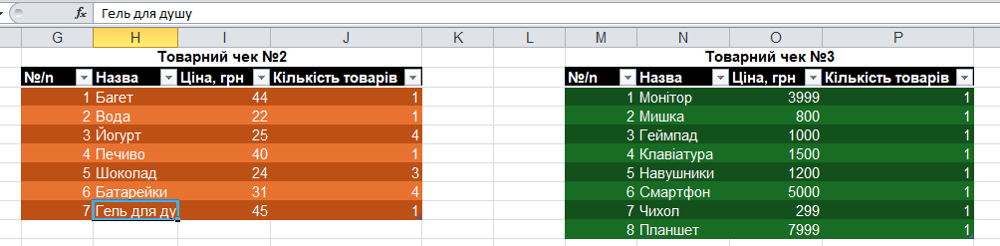 fx Гель для душу
G H I J K L M N O P
Товарний чек №2 Товарний чек №3
№/п Назва Ціна, грн Кількість товарів №/п Назва Ціна, грн Кількість товарів
1 Багет 44 1 1 Монітор 3999 1
2 Вода 22 1 2 Мишка 800 1
3 Йогурт 25 4 3 Геймпад 1000 1
4 Печиво 40 1 4 Клавіатура 1500 1
5 Шоколад 24 3 5 Навушники 1200 1
6 Батарейки 31 4 6 Смартфон 5000 1
7 Гель для ду 45 1 7 Чихол 299 1
8 Планшет 7999 1